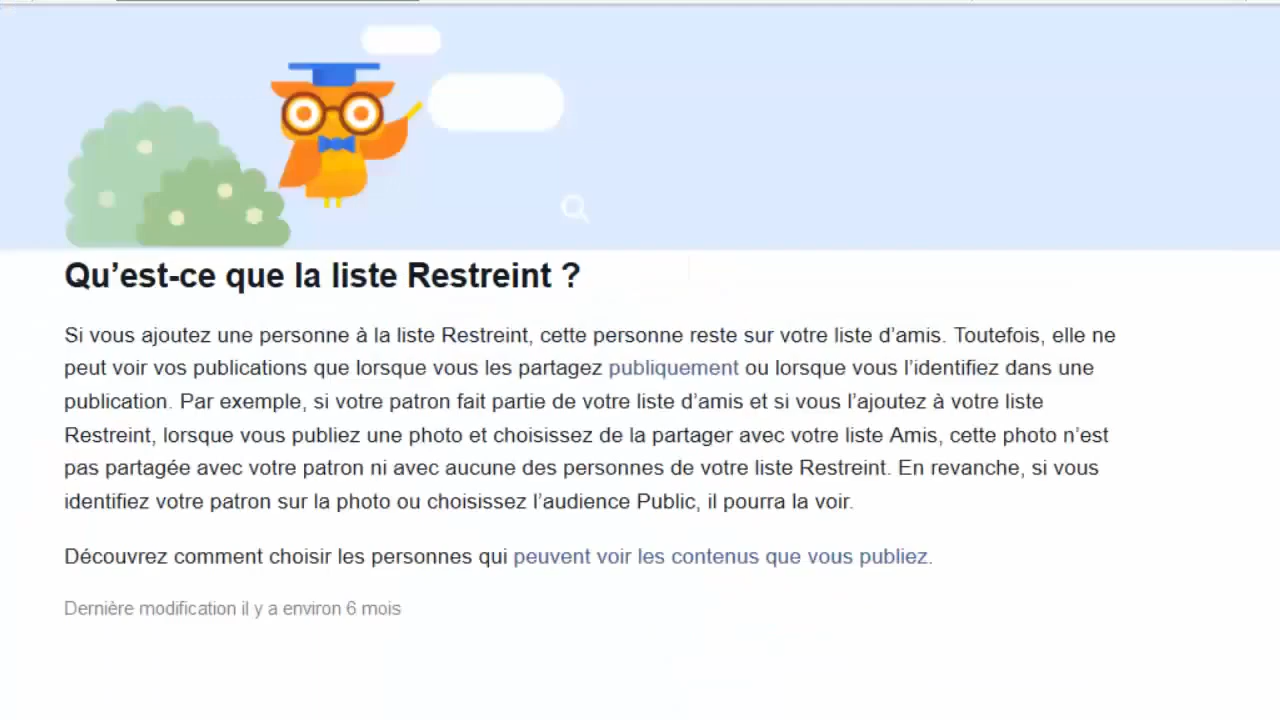 Qu’est-ce que la liste Restreint ?
Si vous ajoutez une personne à la liste Restreint, cette personne reste sur votre liste d’amis. Toutefois, elle ne
peut voir vos publications que lorsque vous les partagez publiquement ou lorsque vous l’identifiez dans une
publication. Par exemple, si votre patron fait partie de votre liste d’amis et si vous l’ajoutez à votre liste
Restreint, lorsque vous publiez une photo et choisissez de la partager avec votre liste Amis, cette photo n’est
pas partagée avec votre patron ni avec aucune des personnes de votre liste Restreint. En revanche, si vous
identifiez votre patron sur la photo ou choisissez l’audience Public, il pourra la voir.
Découvrez comment choisir les personnes qui peuvent voir les contenus que vous publiez.
Dernière modification il y a environ 6 mois